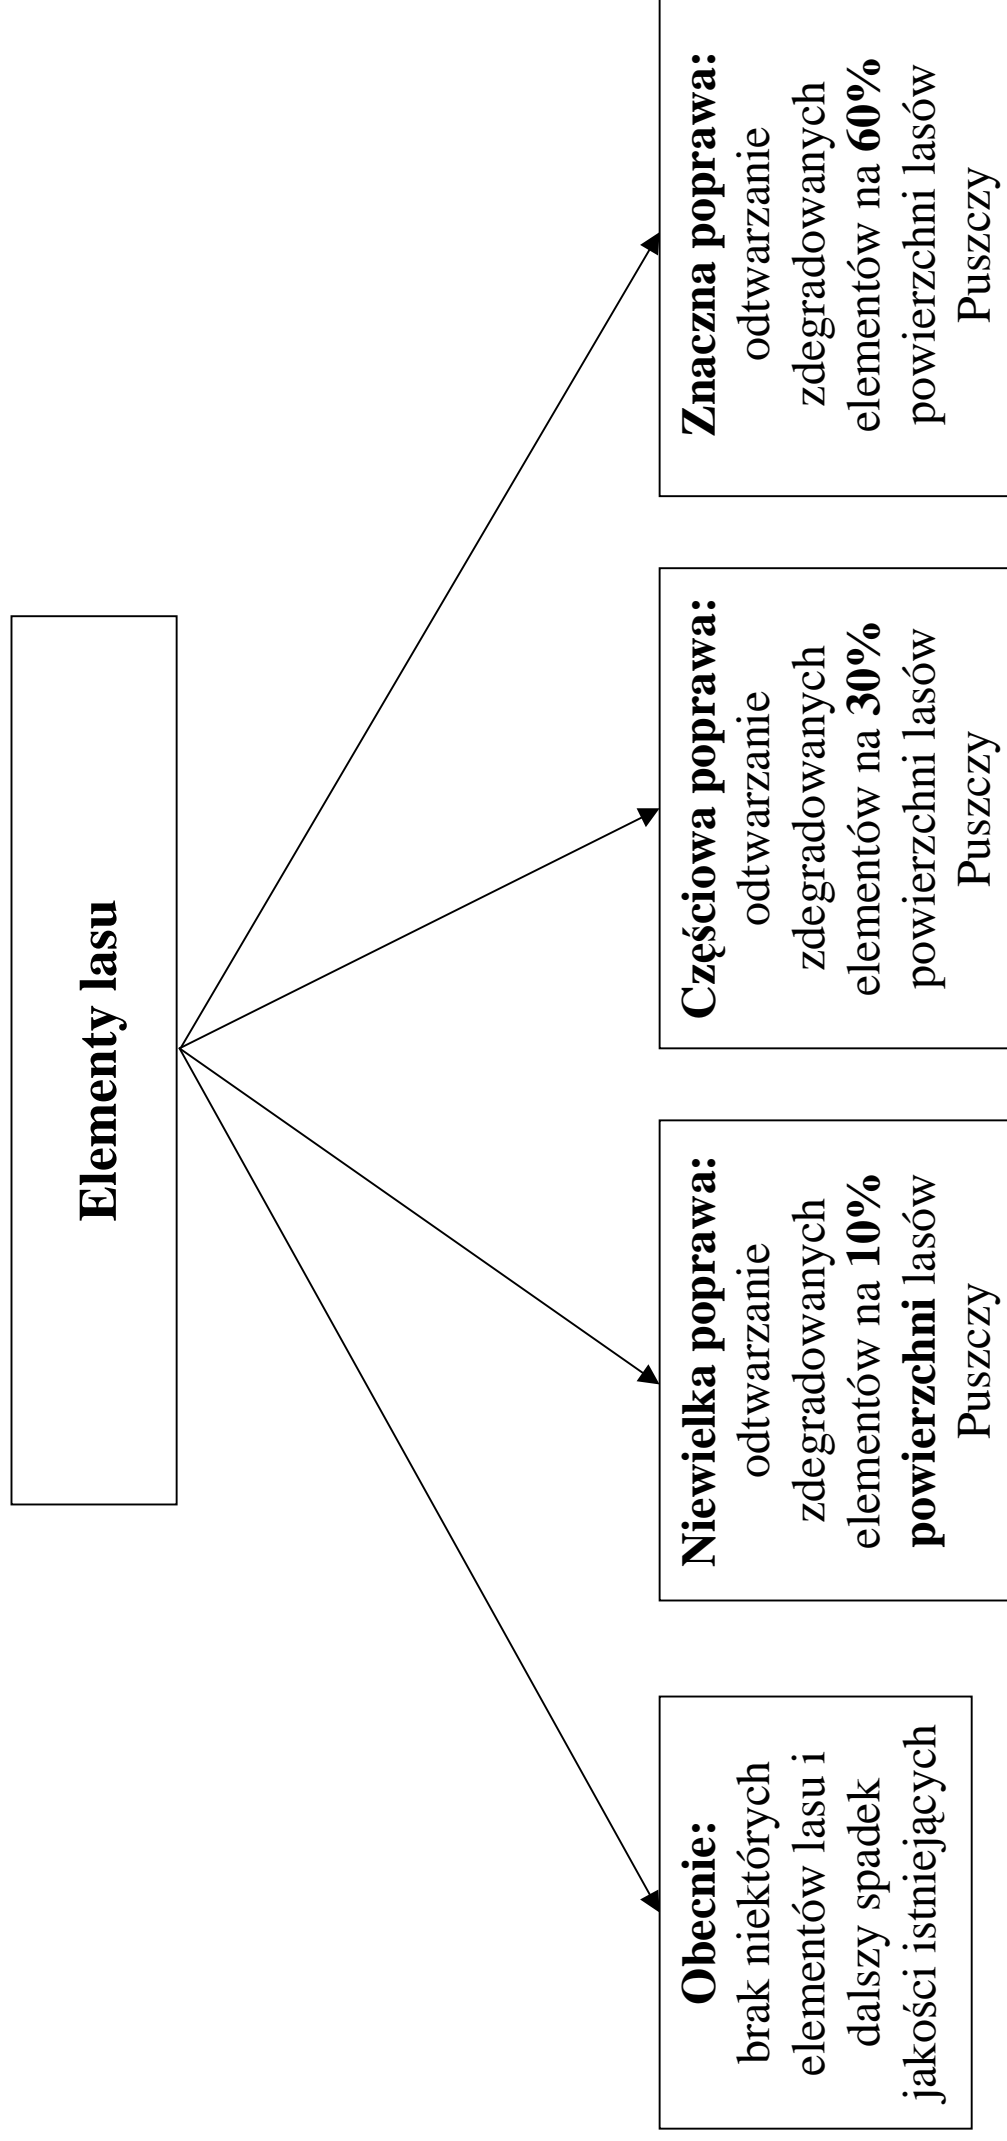 Elementy lasu
Obecnie:
brak niektórych
elementów lasu i
dalszy spadek
jakości istniejących
Niewielka poprawa:
odtwarzanie
zdegradowanych
elementów na 10%
powierzchni lasów
Puszczy
Częściowa poprawa:
odtwarzanie
zdegradowanych
elementów na 30%
powierzchni lasów
Puszczy
Znaczna poprawa:
odtwarzanie
zdegradowanych
elementów na 60%
powierzchni lasów
Puszczy